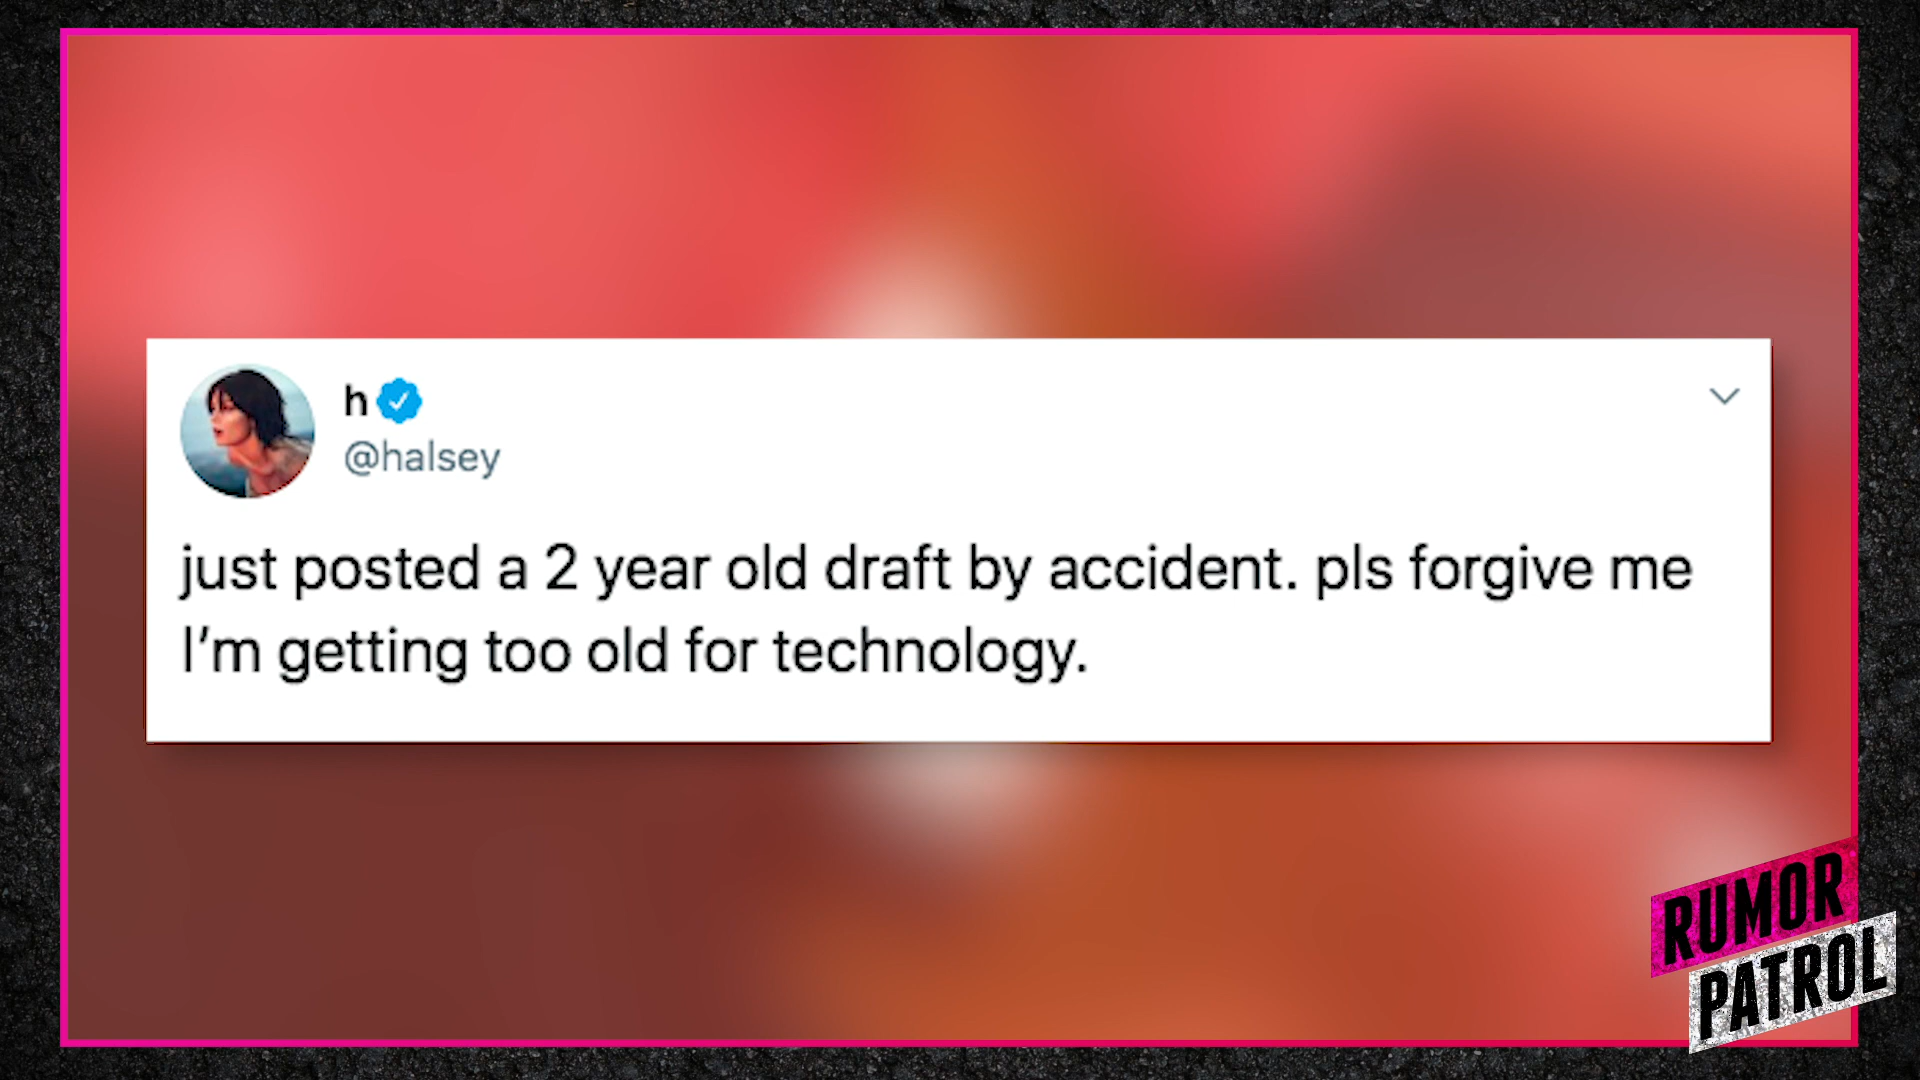 h
@halsey
just posted a 2 year old draft by accident. pls forgive me
I'm getting too old for technology.
RUMOR
PATROL